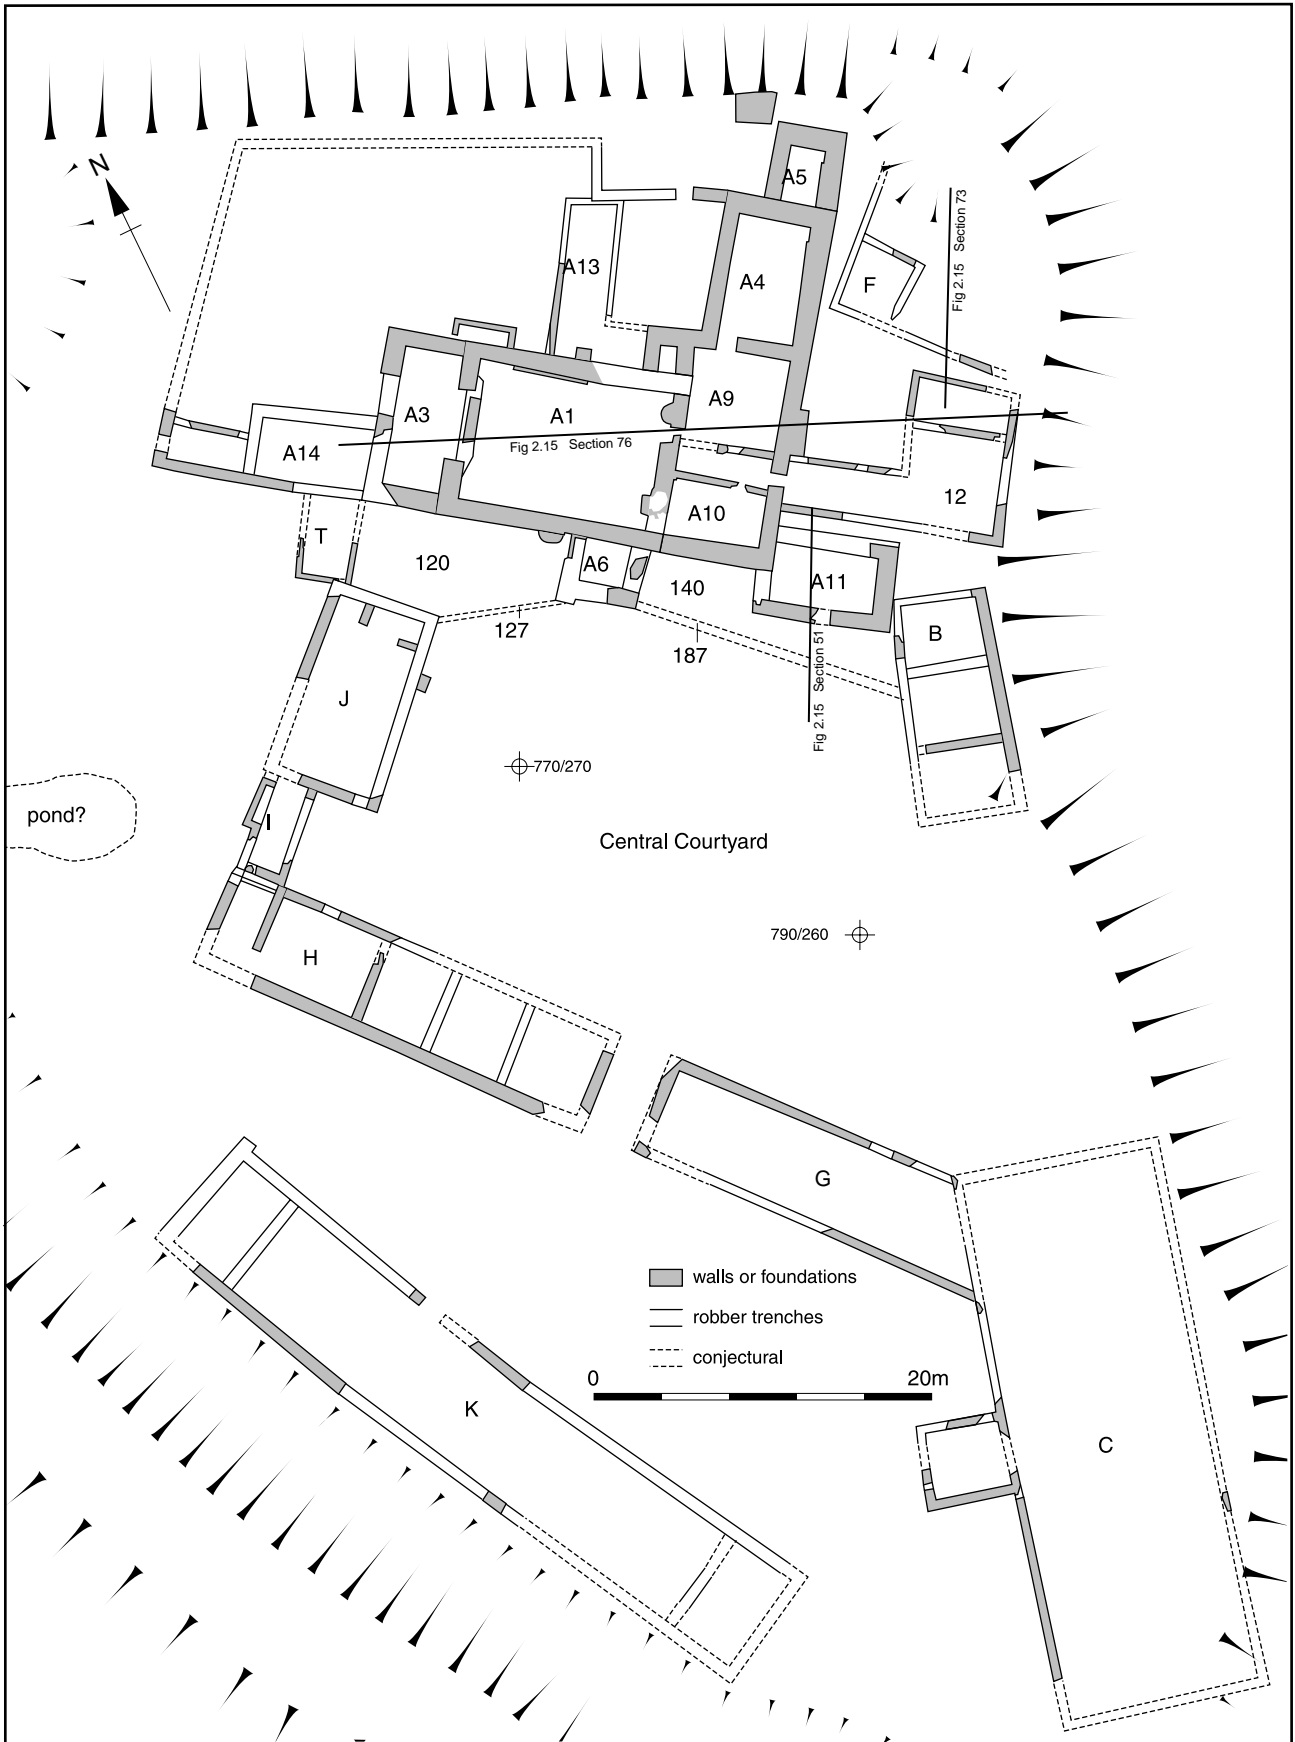 N
A5
Fig 2.15 Section 73
A13
A4
F
A9
A3
A1
Fig 2.15 Section 76
A14
12
A10
T
120
A6
140
A11
127
187
B
Fig 2.15 Section 51
J
770/270
pond?
I
Central Courtyard
790/260
H
G
walls or foundations
robber trenches
conjectural
0 20m
K
C